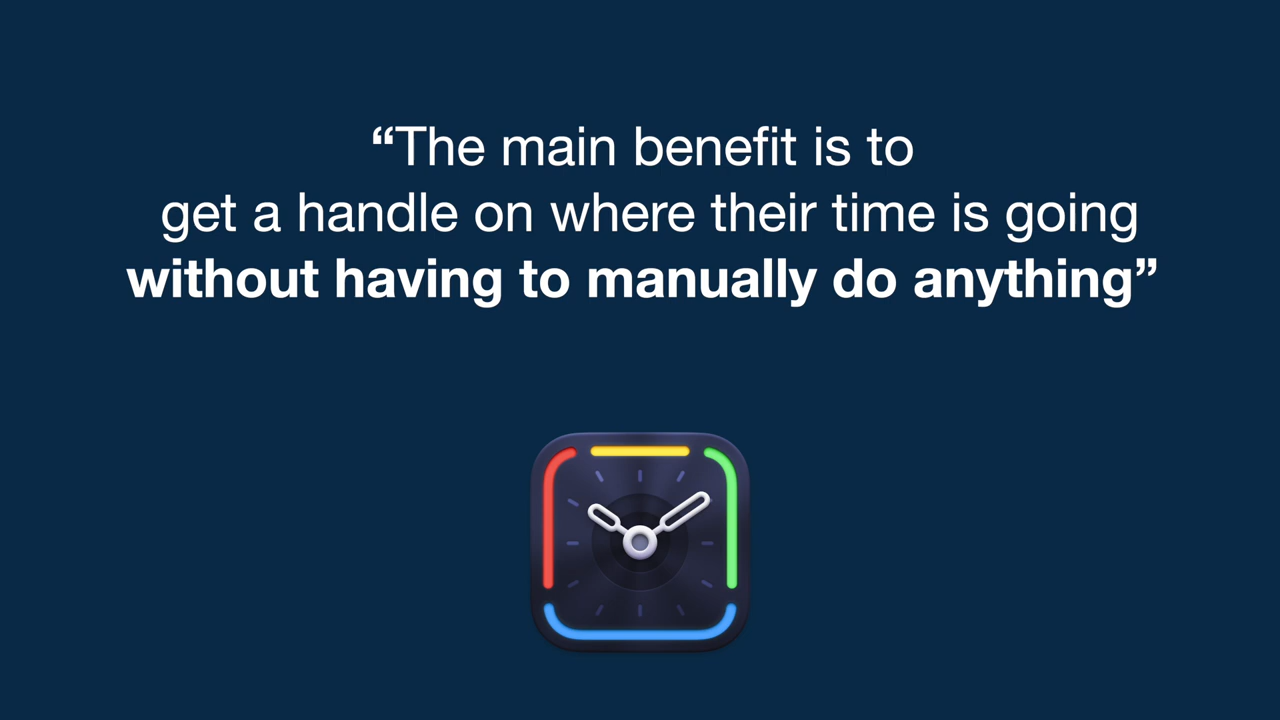 “The main benefit is to
get a handle on where their time is going
without having to manually do anything”